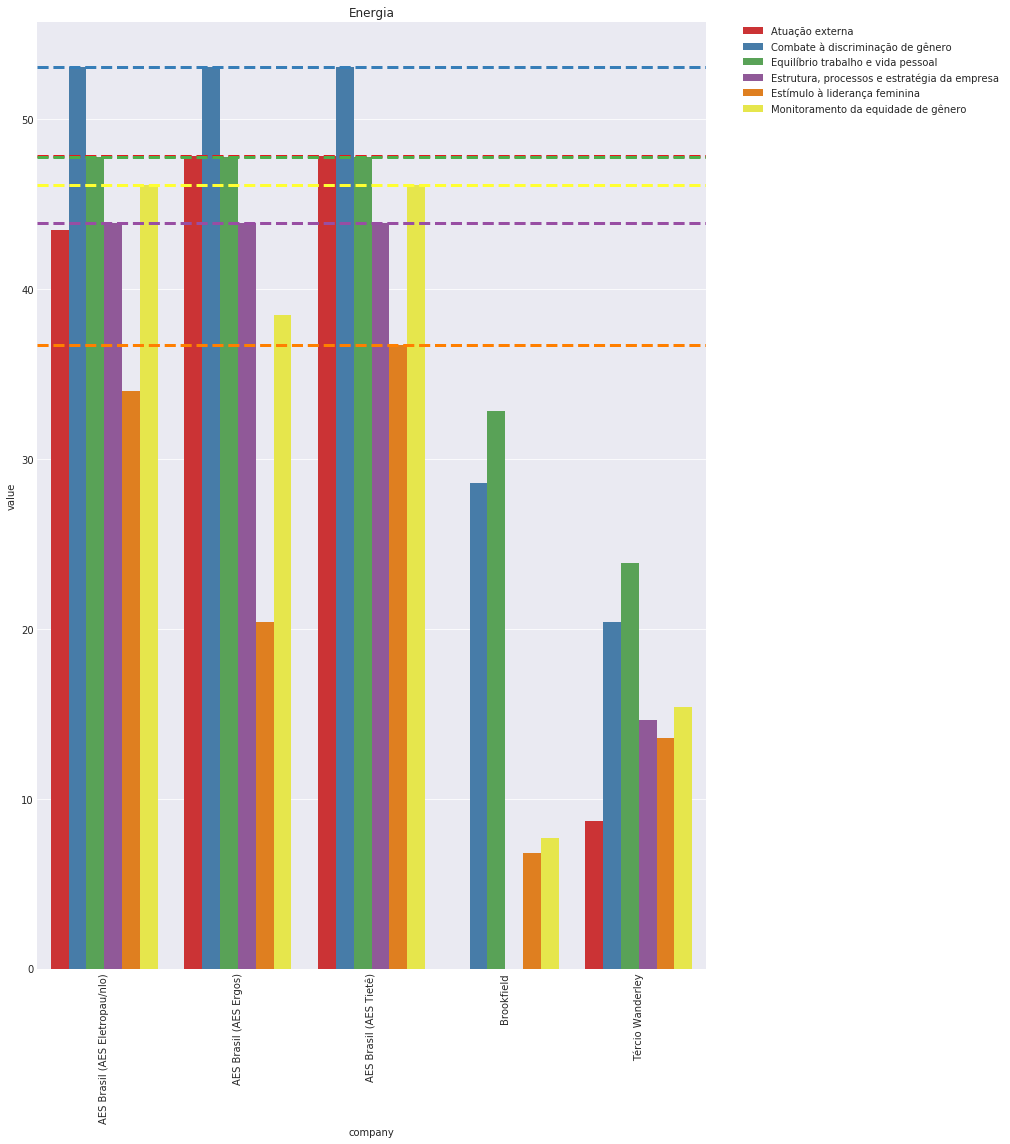 Energia
Atuação externa
Combate à discriminação de gênero
Equilíbrio trabalho e vida pessoal
Estrutura, processos e estratégia da empresa
Estímulo à liderança feminina
Monitoramento da equidade de gênero
value
50
40
30
20
10
0
AES Brasil (AES Eletropau/nlo)
AES Brasil (AES Ergos)
AES Brasil (AES Tietê)
Brookfield
Tércio Wanderley
company